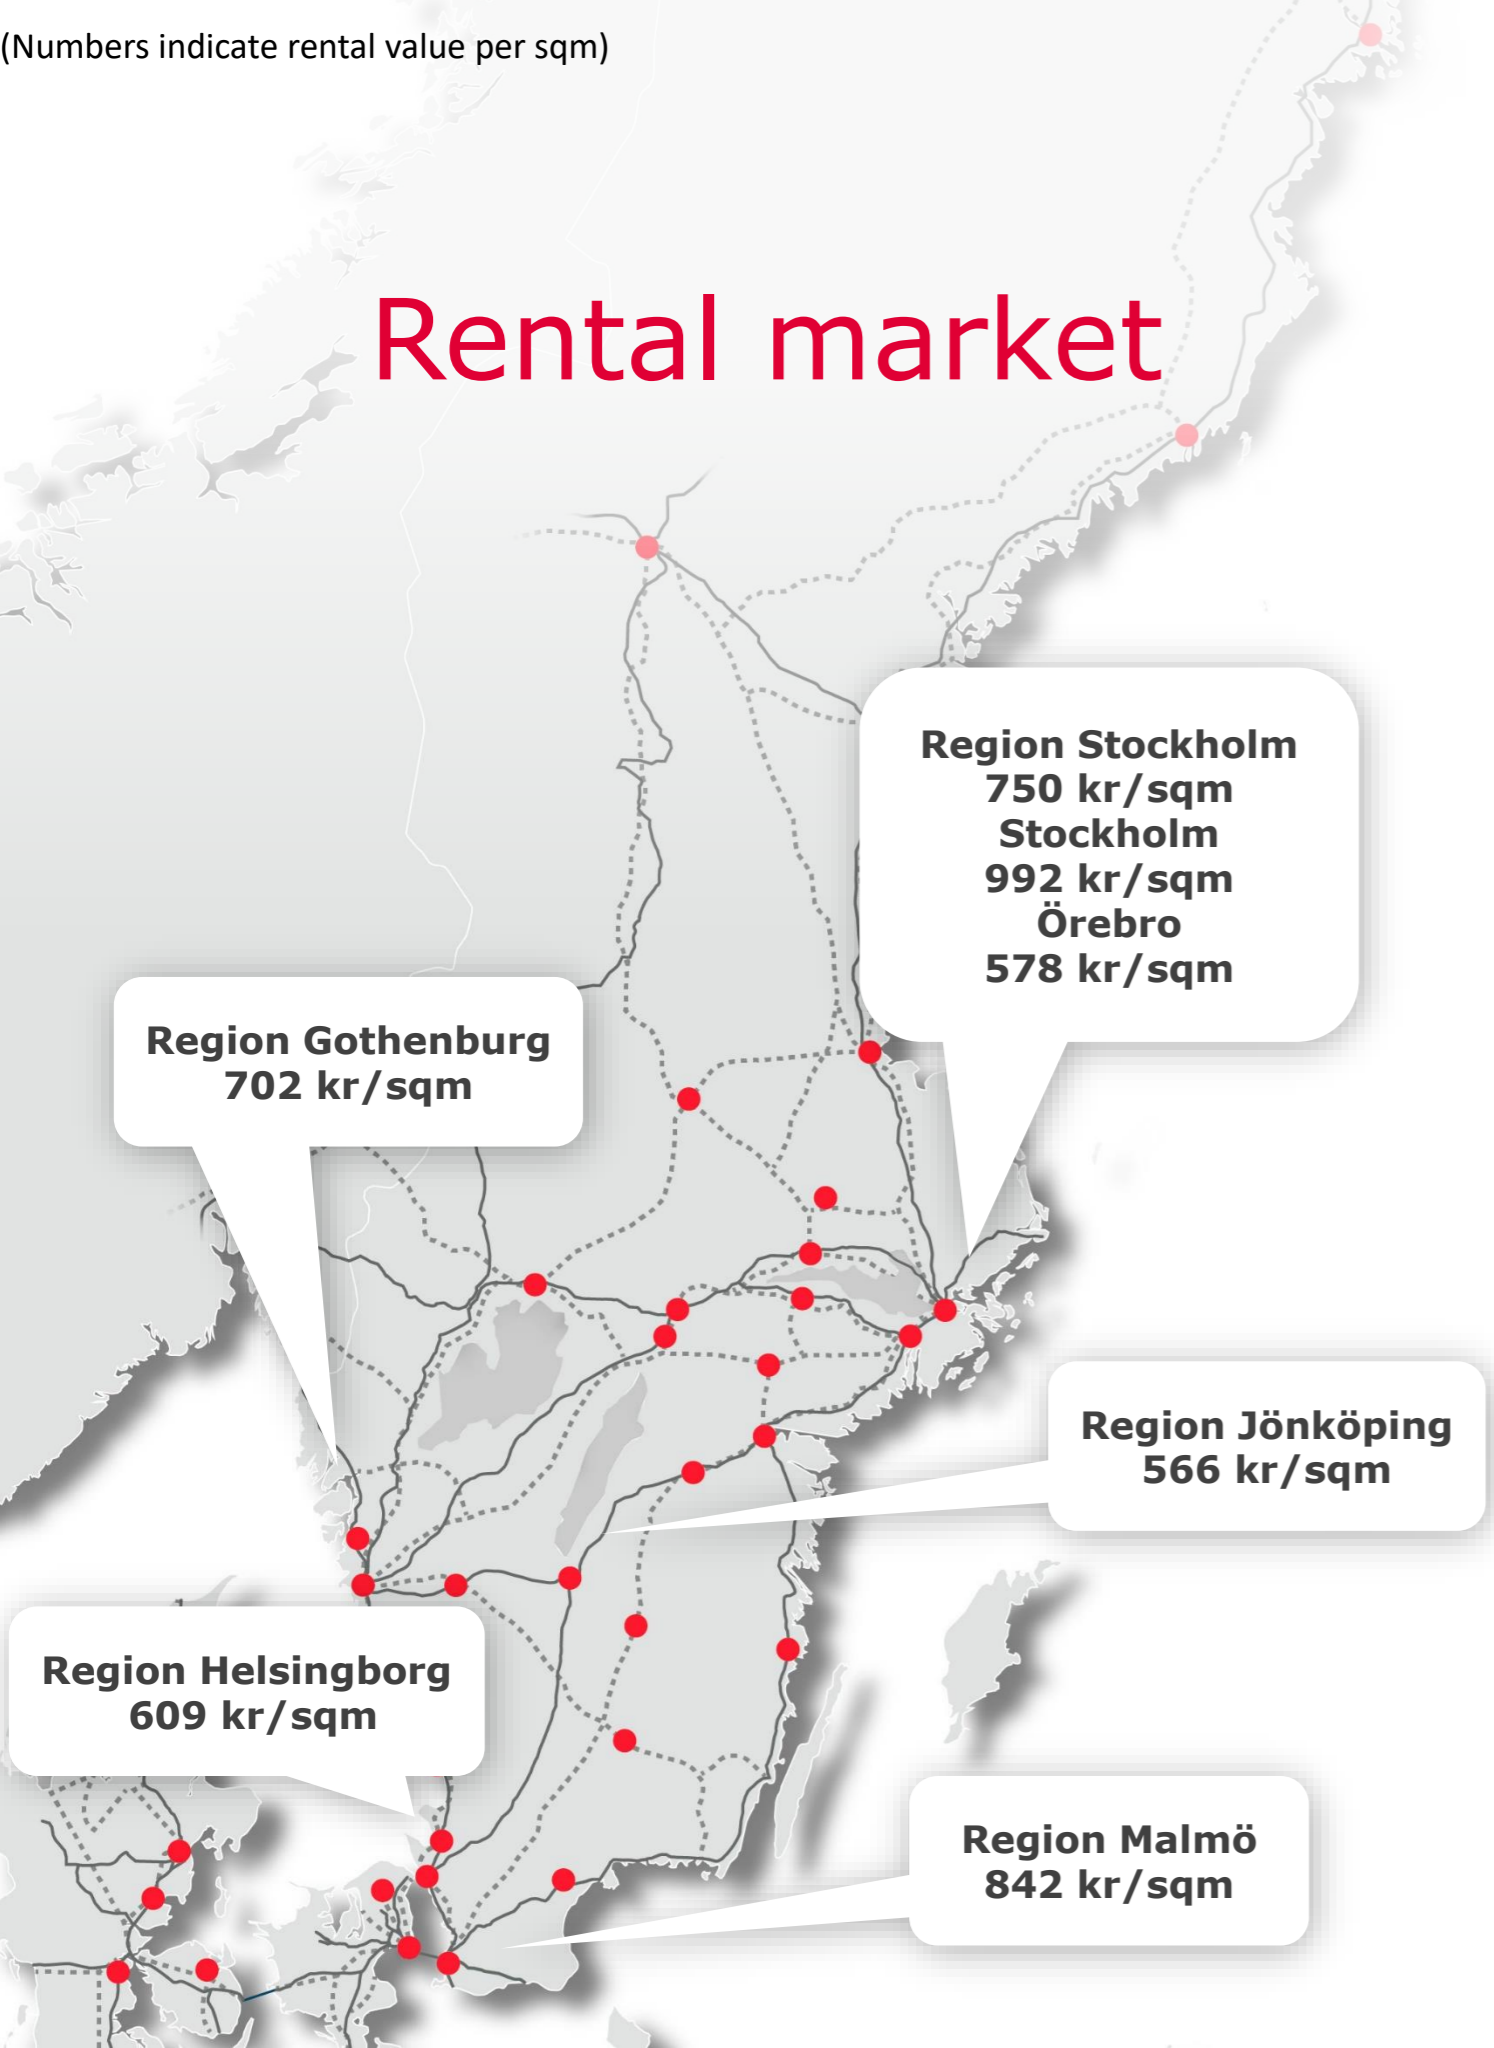 (Numbers indicate rental value per sqm)
Rental market
Region Stockholm
750 kr/sqm
Stockholm
992 kr/sqm
Örebro
578 kr/sqm
Region Gothenburg
702 kr/sqm
Region Jönköping
566 kr/sqm
Region Helsingborg
609 kr/sqm
Region Malmö
842 kr/sqm